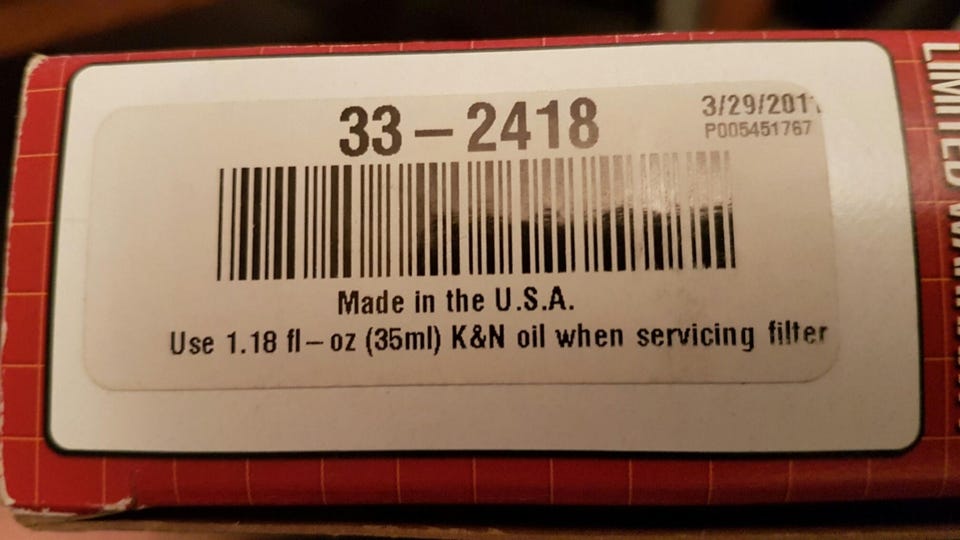 33-2418
3/29/2011
P005451767
Made in the U.S.A.
Use 1.18 fl-oz (35ml) K&N oil when servicing filter
LIMITED